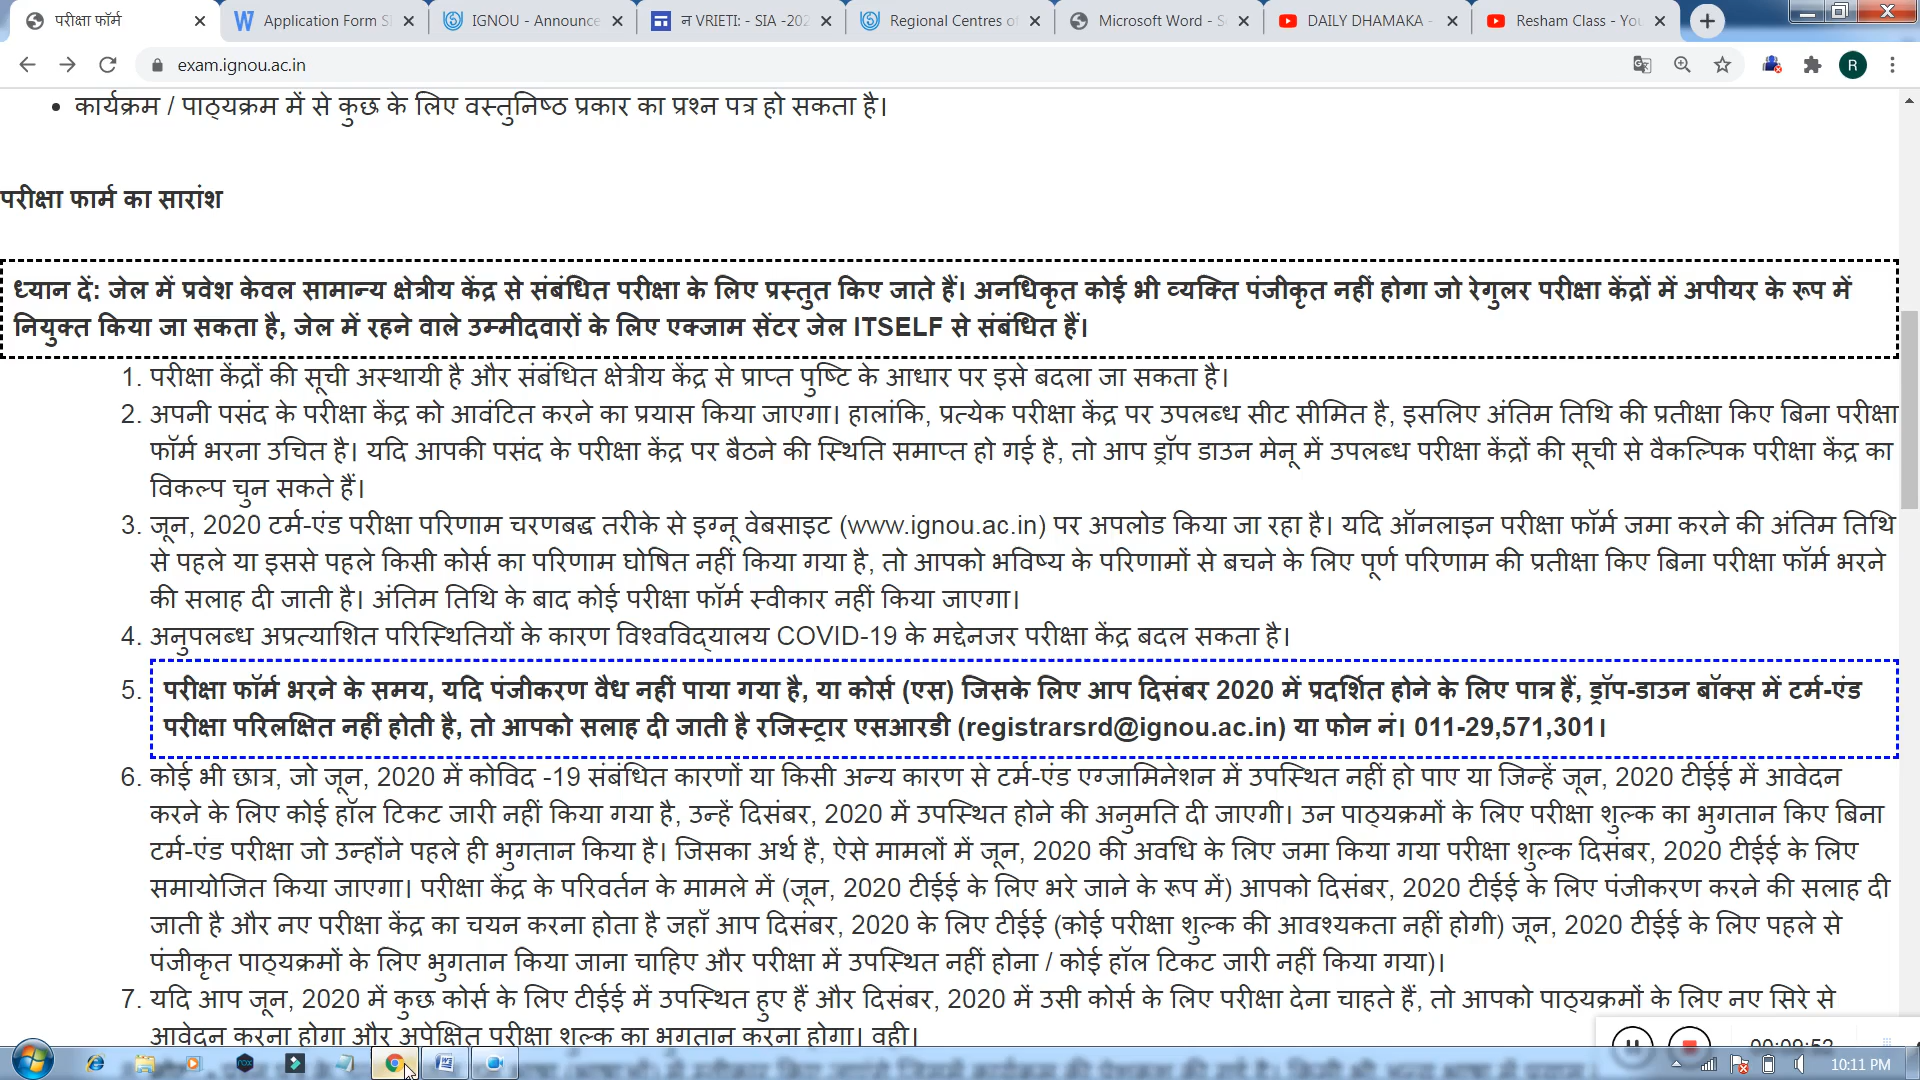 परीक्षा फॉर्म
Application Form S
IGNOU - Announce
न VRIETI: - SIA -202
Regional Centres o
Microsoft Word - S
DAILY DHAMAKA -
Resham Class - You
exam.ignou.ac.in
R
• कार्यक्रम / पाठ्यक्रम में से कुछ के लिए वस्तुनिष्ठ प्रकार का प्रश्न पत्र हो सकता है।
परीक्षा फार्म का सारांश
ध्यान दें: जेल में प्रवेश केवल सामान्य क्षेत्रीय केंद्र से संबंधित परीक्षा के लिए प्रस्तुत किए जाते हैं। अनधिकृत कोई भी व्यक्ति पंजीकृत नहीं होगा जो रेगुलर परीक्षा केंद्रों में अपीयर के रूप में
नियुक्त किया जा सकता है, जेल में रहने वाले उम्मीदवारों के लिए एक्जाम सेंटर जेल ITSELF से संबंधित हैं।
1. परीक्षा केंद्रों की सूची अस्थायी है और संबंधित क्षेत्रीय केंद्र से प्राप्त पुष्टि के आधार पर इसे बदला जा सकता है।
2. अपनी पसंद के परीक्षा केंद्र को आवंटित करने का प्रयास किया जाएगा। हालांकि, प्रत्येक परीक्षा केंद्र पर उपलब्ध सीट सीमित है, इसलिए अंतिम तिथि की प्रतीक्षा किए बिना परीक्षा
फॉर्म भरना उचित है। यदि आपकी पसंद के परीक्षा केंद्र पर बैठने की स्थिति समाप्त हो गई है, तो आप ड्रॉप डाउन मेनू में उपलब्ध परीक्षा केंद्रों की सूची से वैकल्पिक परीक्षा केंद्र का
विकल्प चुन सकते हैं।
3. जून, 2020 टर्म-एंड परीक्षा परिणाम चरणबद्ध तरीके से इग्नू वेबसाइट (www.ignou.ac.in) पर अपलोड किया जा रहा है। यदि ऑनलाइन परीक्षा फॉर्म जमा करने की अंतिम तिथि
से पहले या इससे पहले किसी कोर्स का परिणाम घोषित नहीं किया गया है, तो आपको भविष्य के परिणामों से बचने के लिए पूर्ण परिणाम की प्रतीक्षा किए बिना परीक्षा फॉर्म भरने
की सलाह दी जाती है। अंतिम तिथि के बाद कोई परीक्षा फॉर्म स्वीकार नहीं किया जाएगा।
4. अनुपलब्ध अप्रत्याशित परिस्थितियों के कारण विश्वविद्यालय COVID-19 के मद्देनजर परीक्षा केंद्र बदल सकता है।
5. परीक्षा फॉर्म भरने के समय, यदि पंजीकरण वैध नहीं पाया गया है, या कोर्स (एस) जिसके लिए आप दिसंबर 2020 में प्रदर्शित होने के लिए पात्र हैं, ड्रॉप-डाउन बॉक्स में टर्म-एंड
परीक्षा परिलक्षित नहीं होती है, तो आपको सलाह दी जाती है रजिस्ट्रार एसआरडी (registrarsrd@ignou.ac.in) या फोन नं। 011-29,571,301।
6. कोई भी छात्र, जो जून, 2020 में कोविद -19 संबंधित कारणों या किसी अन्य कारण से टर्म-एंड एग्जामिनेशन में उपस्थित नहीं हो पाए या जिन्हें जून, 2020 टीईई में आवेदन
करने के लिए कोई हॉल टिकट जारी नहीं किया गया है, उन्हें दिसंबर, 2020 में उपस्थित होने की अनुमति दी जाएगी। उन पाठ्यक्रमों के लिए परीक्षा शुल्क का भुगतान किए बिना
टर्म-एंड परीक्षा जो उन्होंने पहले ही भुगतान किया है। जिसका अर्थ है, ऐसे मामलों में जून, 2020 की अवधि के लिए जमा किया गया परीक्षा शुल्क दिसंबर, 2020 टीईई के लिए
समायोजित किया जाएगा। परीक्षा केंद्र के परिवर्तन के मामले में (जून, 2020 टीईई के लिए भरे जाने के रूप में) आपको दिसंबर, 2020 टीईई के लिए पंजीकरण करने की सलाह दी
जाती है और नए परीक्षा केंद्र का चयन करना होता है जहाँ आप दिसंबर, 2020 के लिए टीईई (कोई परीक्षा शुल्क की आवश्यकता नहीं होगी) जून, 2020 टीईई के लिए पहले से
पंजीकृत पाठ्यक्रमों के लिए भुगतान किया जाना चाहिए और परीक्षा में उपस्थित नहीं होना / कोई हॉल टिकट जारी नहीं किया गया)।
7. यदि आप जून, 2020 में कुछ कोर्स के लिए टीईई में उपस्थित हुए हैं और दिसंबर, 2020 में उसी कोर्स के लिए परीक्षा देना चाहते हैं, तो आपको पाठ्यक्रमों के लिए नए सिरे से
आवेदन करना होगा और अपेक्षित परीक्षा शुल्क का भुगतान करना होगा। वही।
00:09:52
10:11 PM